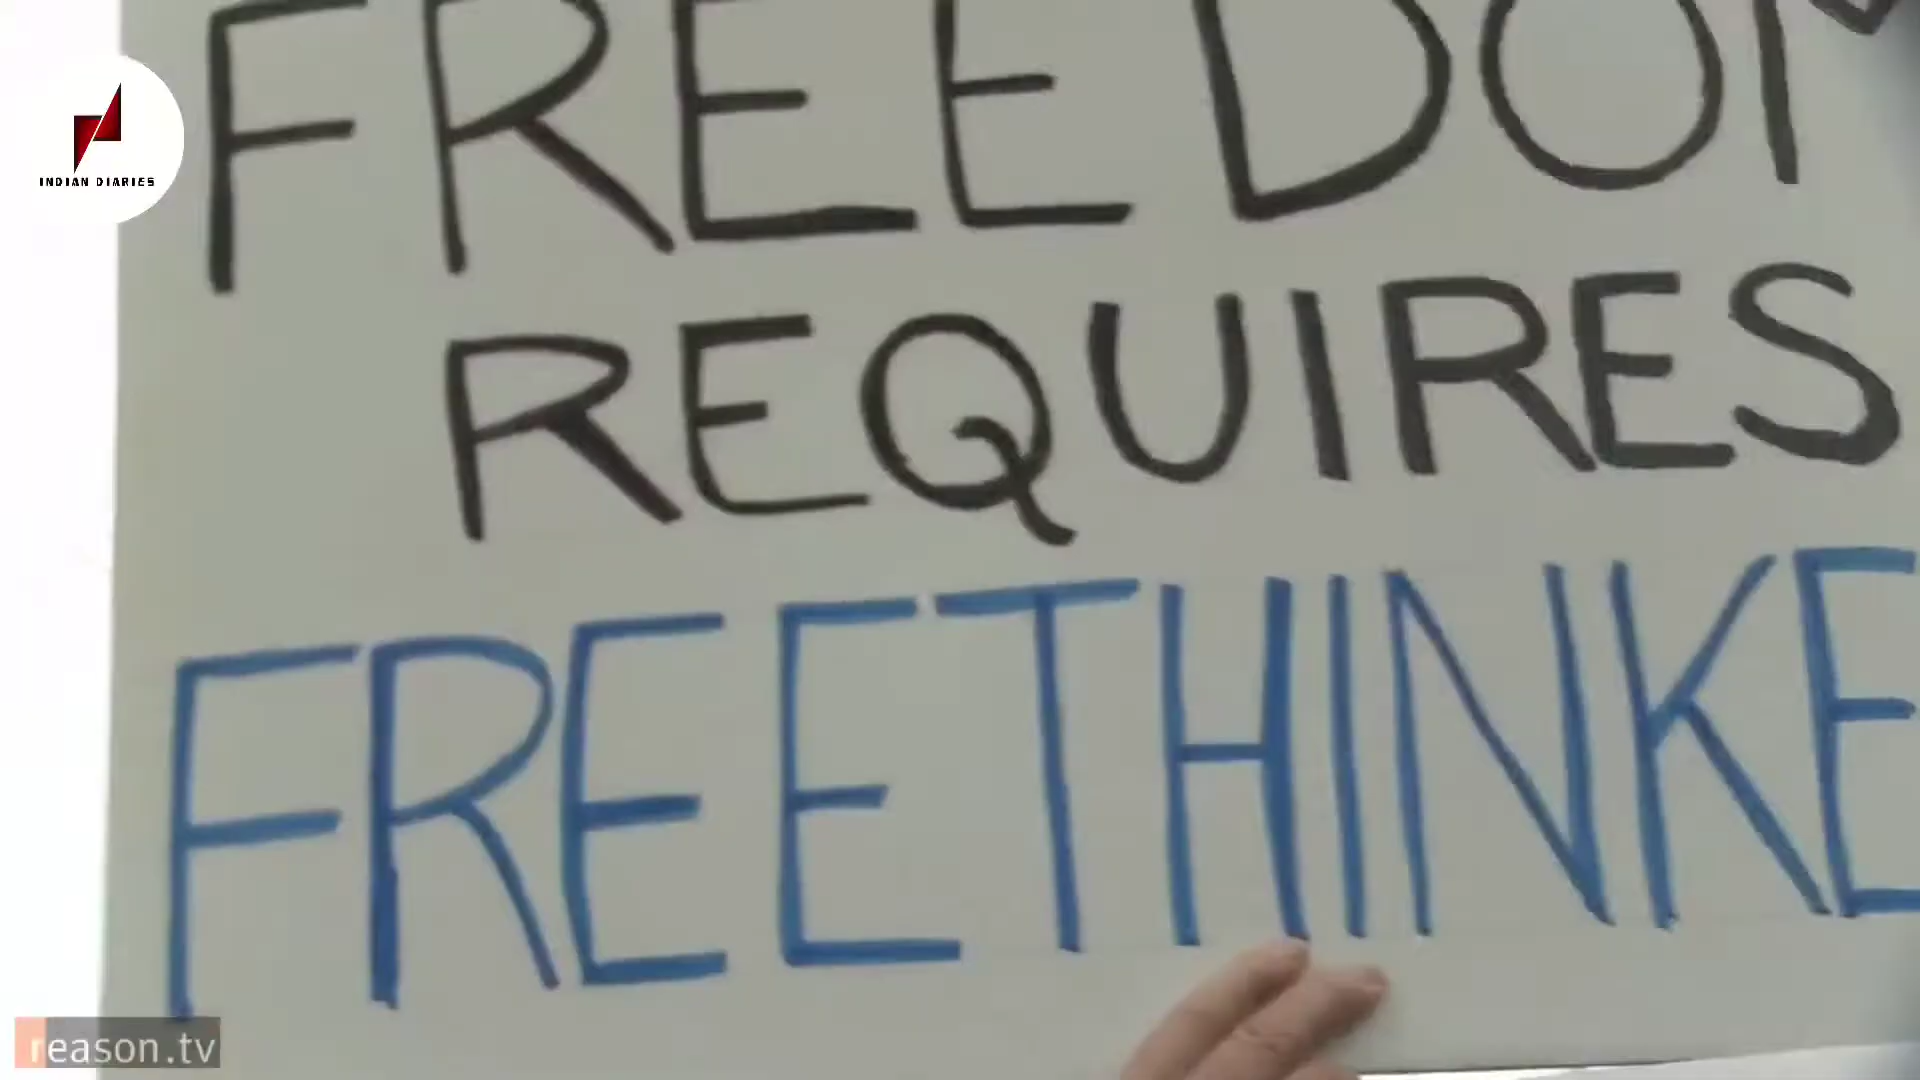 FREEDOM
INDIAN DIARIES
REQUIRES
FREETHINKE
reason.tv